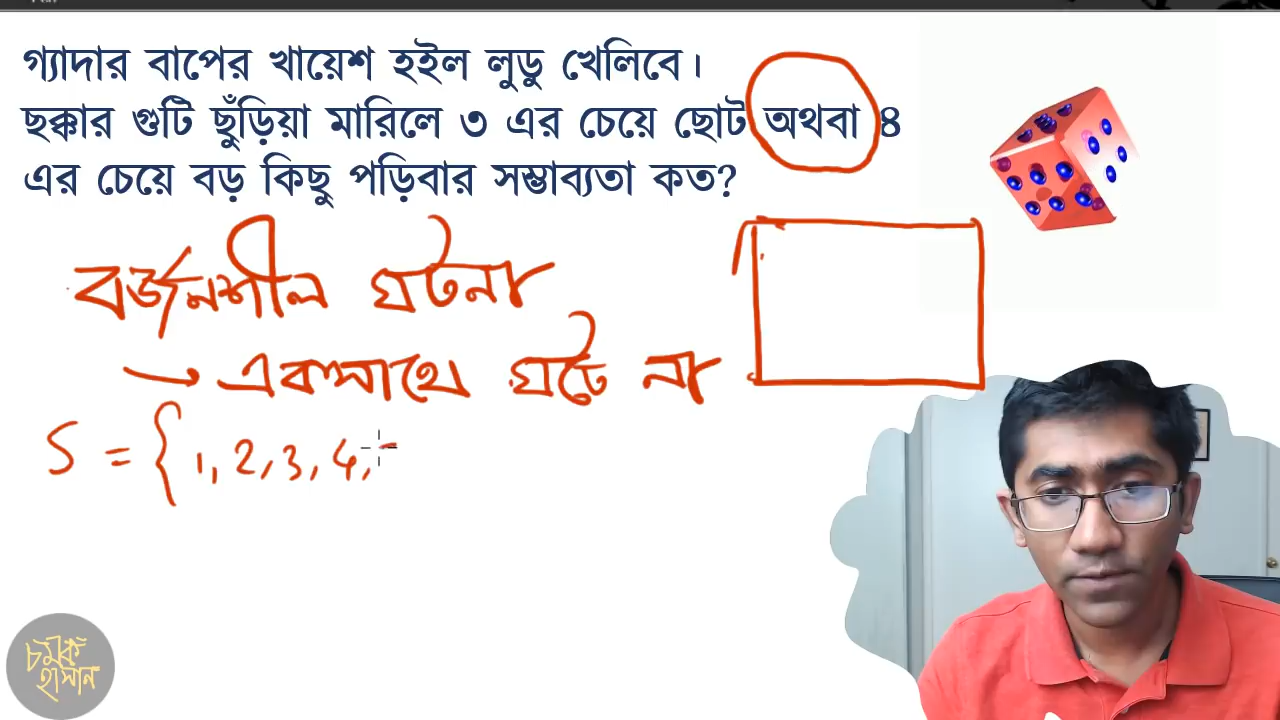 গ্যাদার বাপের খায়েশ হইল লুডু খেলিবে।
ছক্কার গুটি ছুঁড়িয়া মারিলে ৩ এর চেয়ে ছোট অথবা ৪
এর চেয়ে বড় কিছু পড়িবার সম্ভাব্যতা কত?
বর্জনশীল ঘটনা
→ একসাথে ঘটে না
S = { 1, 2, 3, 4,
চমক
হাসান